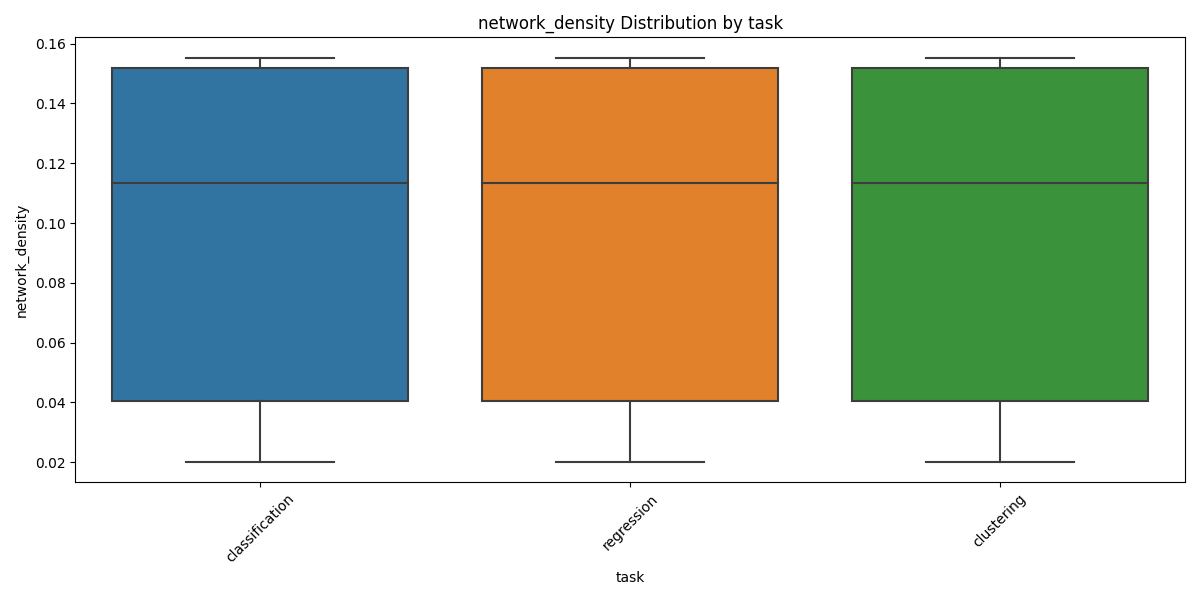 network_density Distribution by task
network_density
0.16
0.14
0.12
0.10
0.08
0.06
0.04
0.02
classification
regression
clustering
task